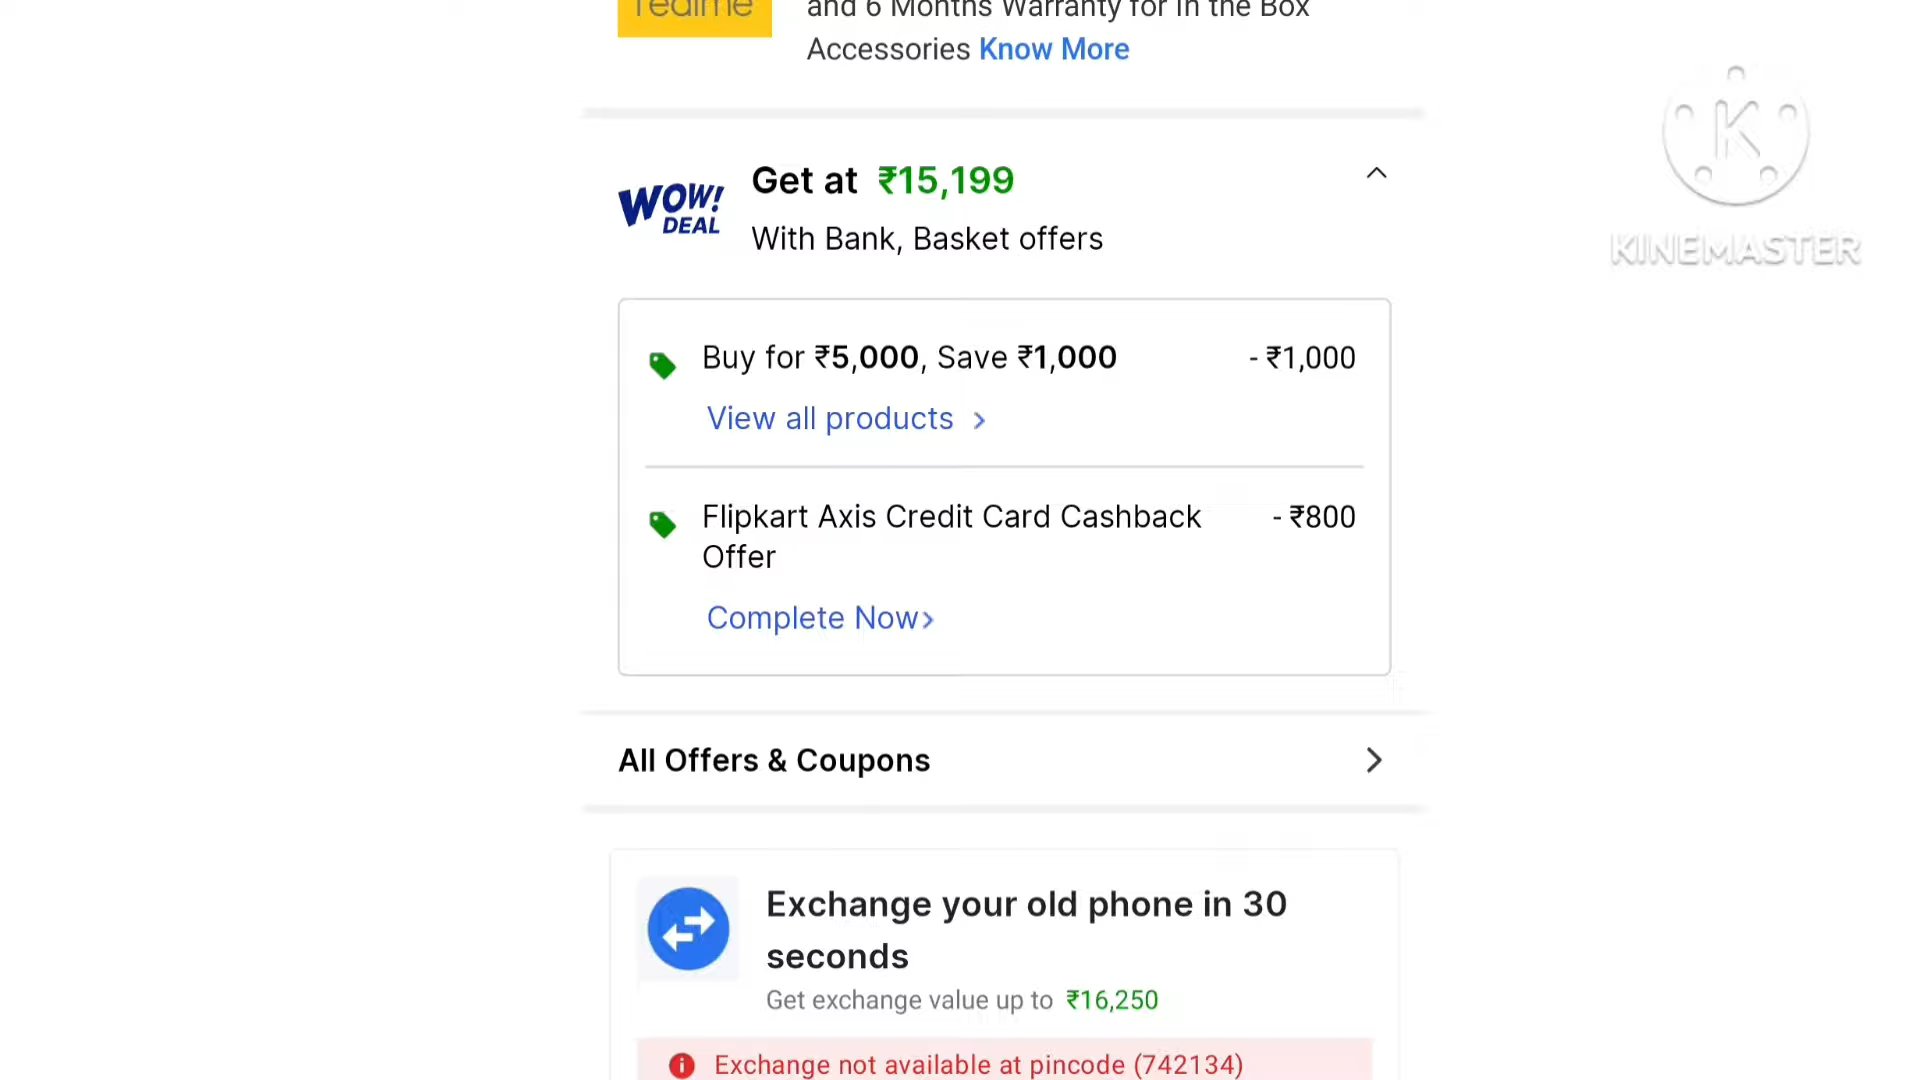 realme
and 6 Months Warranty for In the Box
Accessories Know More
K
KINEMASTER
WOW!
DEAL
Get at ₹15,199
With Bank, Basket offers
Buy for ₹5,000, Save ₹1,000 - ₹1,000
View all products >
Flipkart Axis Credit Card Cashback - ₹800
Offer
Complete Now>
All Offers & Coupons
Exchange your old phone in 30
seconds
Get exchange value up to ₹16,250
Exchange not available at pincode (742134)